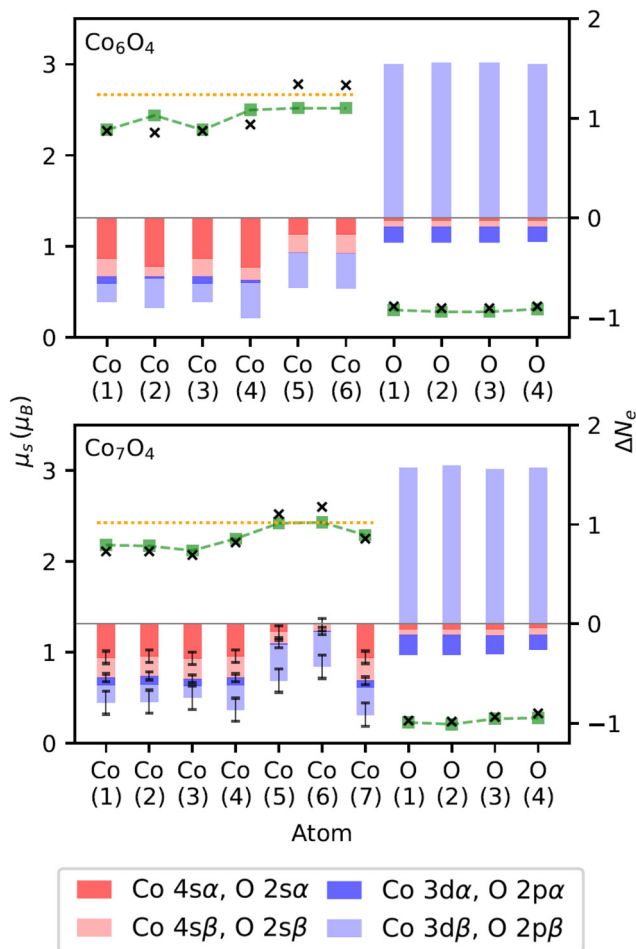 Co₆O₄
3
2
1
0
2
1
0
−1
Co Co Co Co Co Co O O O O
(1) (2) (3) (4) (5) (6) (1) (2) (3) (4)
μₛ(μ_B)
ΔNₑ
Co₇O₄
3
2
1
0
2
1
0
−1
Co Co Co Co Co Co Co O O O O
(1) (2) (3) (4) (5) (6) (7) (1) (2) (3) (4)
Atom
Co 4sα, O 2sα Co 3dα, O 2pα
Co 4sβ, O 2sβ Co 3dβ, O 2pβ